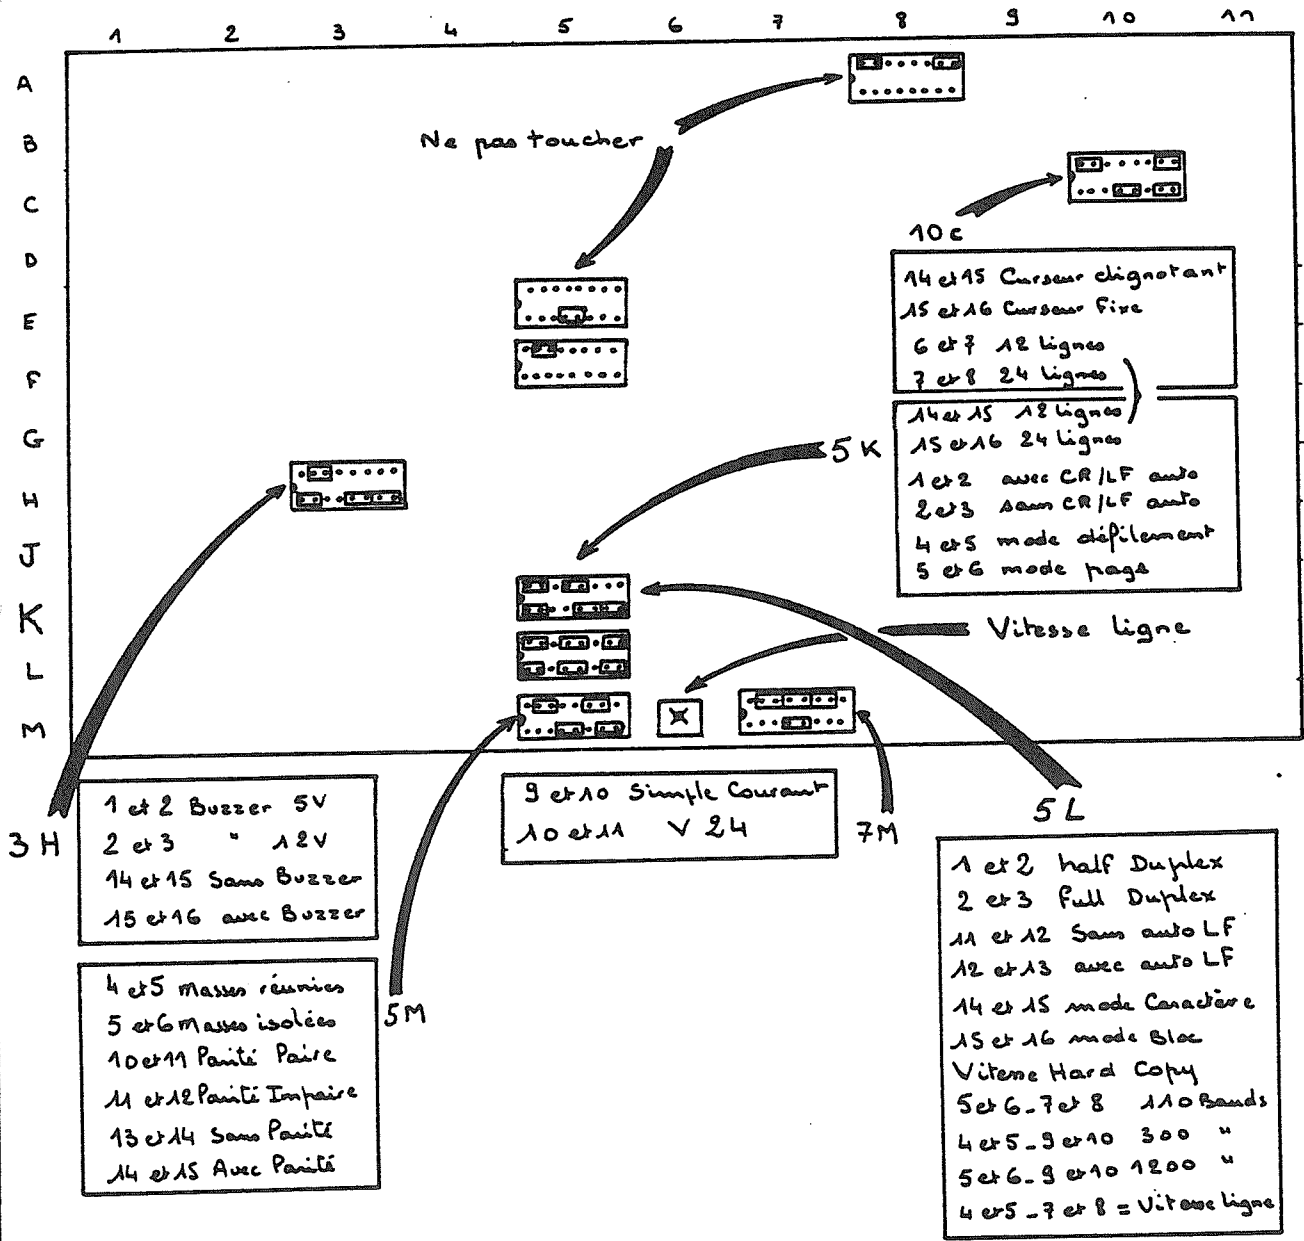 1 2 3 4 5 6 7 8 9 10 11
A
B
C
D
E
F
G
H
J
K
L
M
Ne pas toucher
10c
14 et 15 Curseur clignotant
15 et 16 Curseur Fixe
6 et 7 12 lignes
7 et 8 24 lignes
5K
14 et 15 12 lignes
15 et 16 24 lignes
1 et 2 avec CR/LF auto
2 et 3 sans CR/LF auto
4 et 5 mode défilement
5 et 6 mode page
Vitesse ligne
3H
1 et 2 Buzzer 5V
2 et 3 " 12V
14 et 15 Sans Buzzer
15 et 16 avec Buzzer
5M
4 et 5 Masses réunies
5 et 6 Masses isolées
10 et 11 Parité Paire
11 et 12 Parité Impaire
13 et 14 Sans Parité
14 et 15 Avec Parité
9 et 10 Simple Courant
10 et 11 V 24
7M
5L
1 et 2 half Duplex
2 et 3 Full Duplex
11 et 12 Sans auto LF
12 et 13 avec auto LF
14 et 15 mode Caractère
15 et 16 mode Bloc
Vitesse Hard Copy
5 et 6 - 7 et 8 110 Bauds
4 et 5 - 9 et 10 300 "
5 et 6 - 9 et 10 1200 "
4 et 5 - 7 et 8 = Vitesse ligne